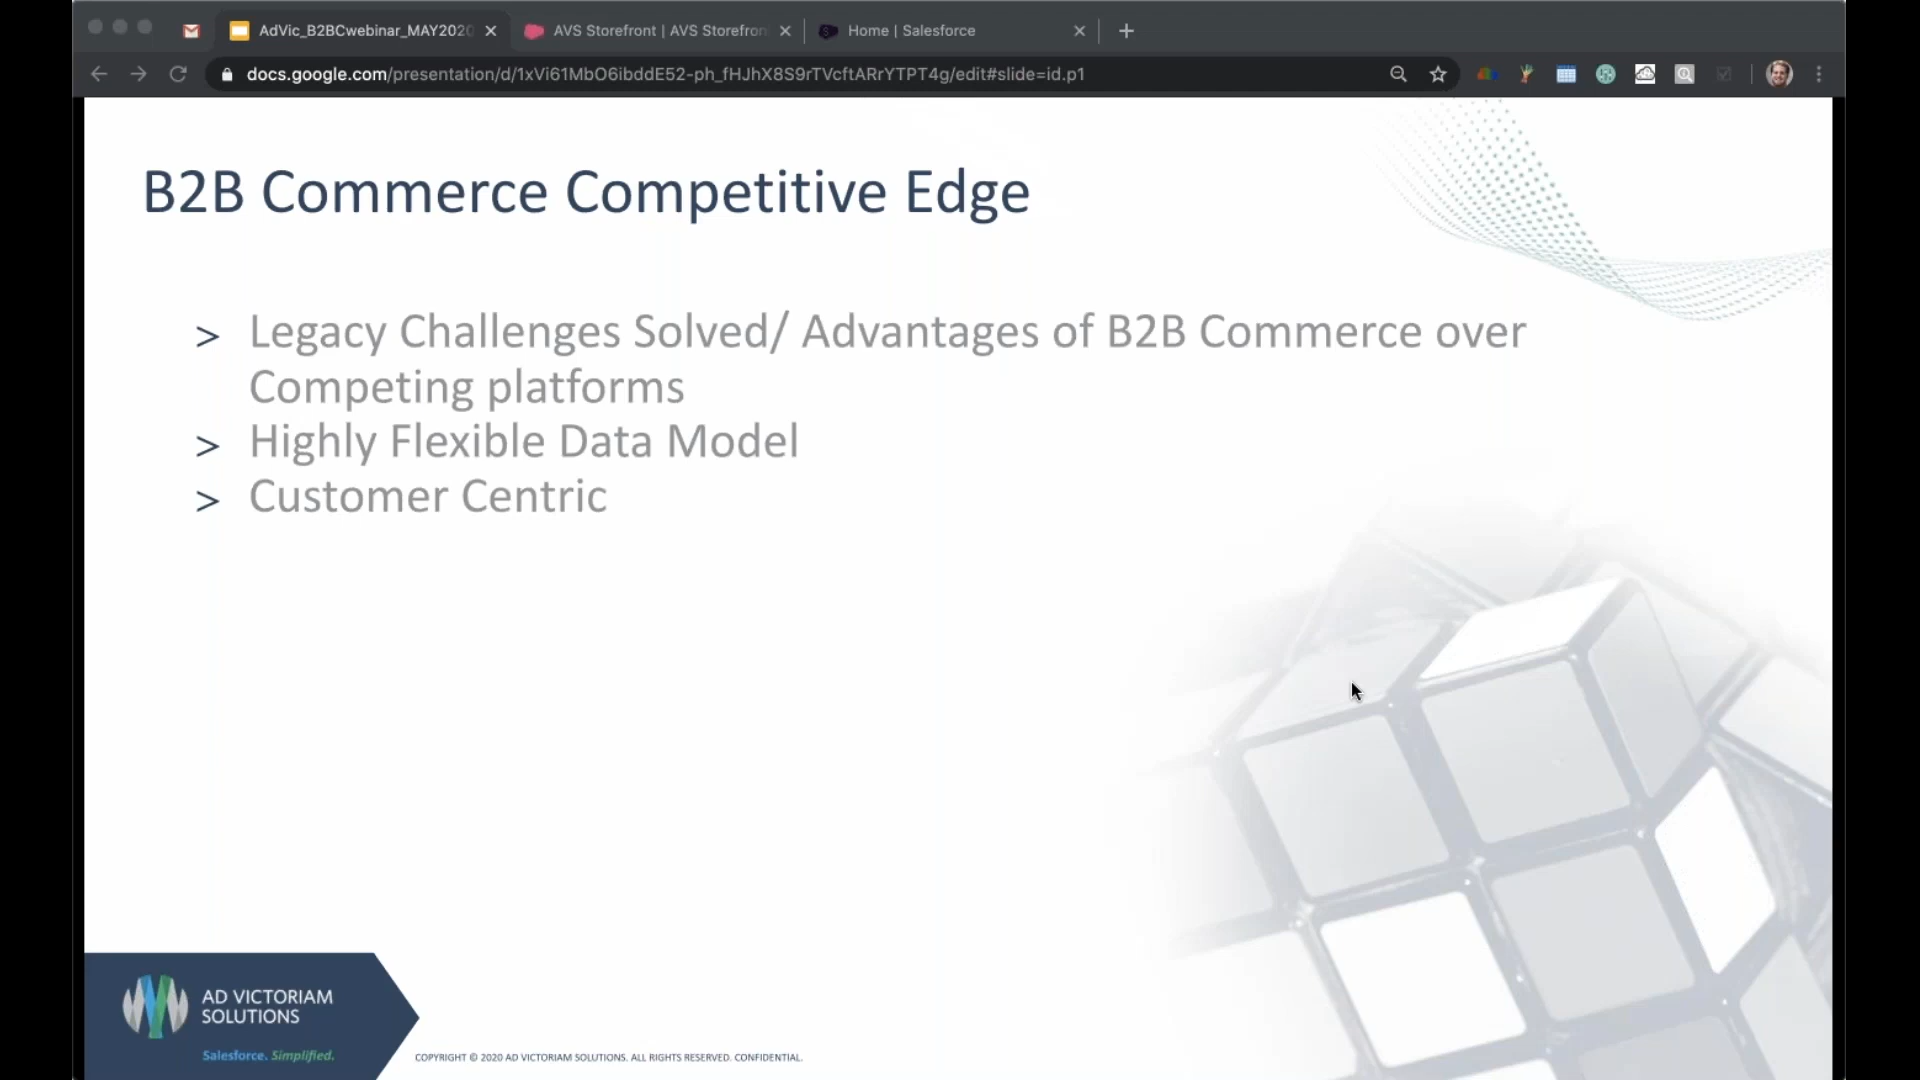 AdVic_B2BCwebinar_MAY2020
AVS Storefront | AVS Storefron
Home | Salesforce
docs.google.com/presentation/d/1xVi61MbO6ibddE52-ph_fHJhX8S9rTVcftARrYTPT4g/edit#slide=id.p1
B2B Commerce Competitive Edge
> Legacy Challenges Solved/ Advantages of B2B Commerce over
Competing platforms
> Highly Flexible Data Model
> Customer Centric
AD VICTORIAM
SOLUTIONS
Salesforce. Simplified.
COPYRIGHT © 2020 AD VICTORIAM SOLUTIONS. ALL RIGHTS RESERVED. CONFIDENTIAL.